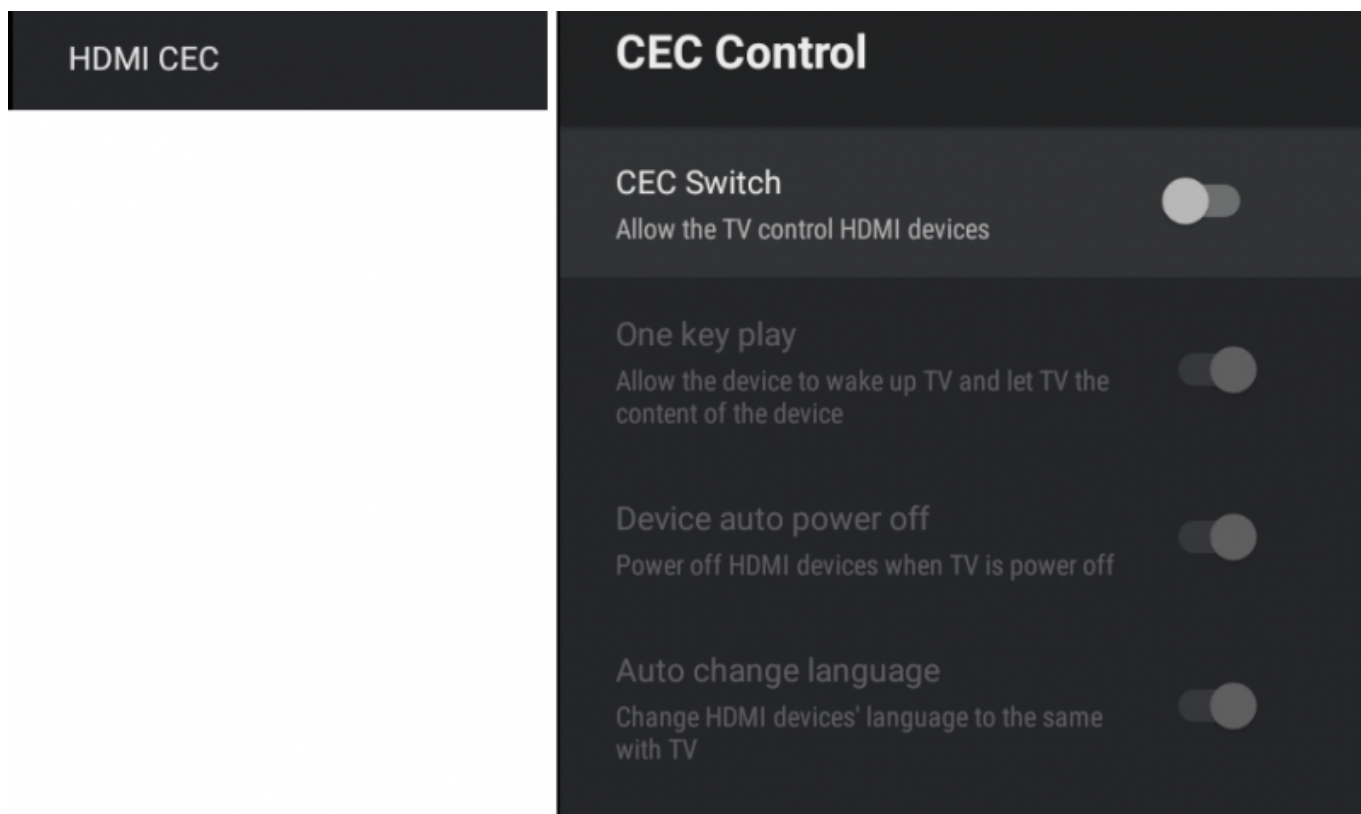 HDMI CEC
CEC Control
CEC Switch
Allow the TV control HDMI devices
One key play
Allow the device to wake up TV and let TV the
content of the device
Device auto power off
Power off HDMI devices when TV is power off
Auto change language
Change HDMI devices' language to the same
with TV